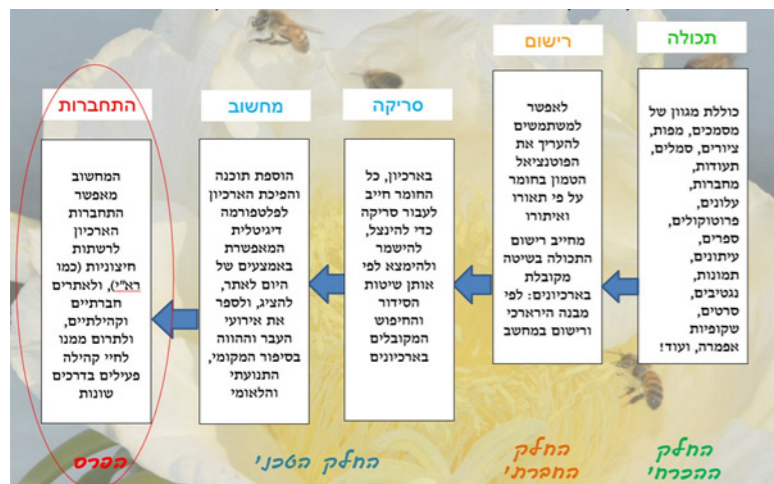 תכולה
כוללת מגוון של
מסמכים, מפות,
ציורים, סמלים,
תעודות,
מחברות,
עלונים,
פרוטוקולים,
ספרים,
עיתונים,
תמונות,
נגטיבים,
סרטים,
שקופיות
אפמרה, ועוד!
החלק
ההכרחי
רישום
לאפשר
למשתמשים
להעריך את
הפוטנציאל
הטמון בחומר
על פי תאורו
ואיתורו
מחייב רישום
התכולה בשיטה
מקובלת
בארכיונים: לפי
מבנה הירארכי
ורישום במחשב
החלק
החברתי
סריקה
בארכיון, כל
החומר חייב
לעבור סריקה
כדי להינצל,
להישמר
ולהימצא לפי
אותן שיטות
הסידור
והחיפוש
המקובלים
בארכיונים
מחשוב
הוספת תוכנה
והפיכת הארכיון
לפלטפורמה
דיגיטלית
המאפשרת
באמצעים של
היום לאתר,
להציג, ולספר
את אירועי
העבר וההווה
בסיפור המקומי,
התנועתי
והלאומי
החלק הטכני
התחברות
המחשוב
מאפשר
התחברות
הארכיון
לרשתות
חיצוניות (כמו
רא"י), ולאתרים
חברתיים
וקהילתיים,
ולתרום ממנו
לחיי קהילה
פעילים בדרכים
שונות
הפרס